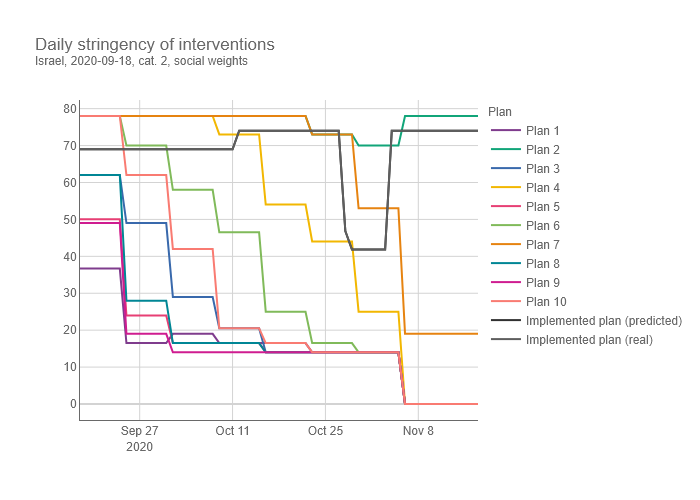 Daily stringency of interventions
Israel, 2020-09-18, cat. 2, social weights
80
70
60
50
40
30
20
10
0
Sep 27
2020
Oct 11
Oct 25
Nov 8
Plan
Plan 1
Plan 2
Plan 3
Plan 4
Plan 5
Plan 6
Plan 7
Plan 8
Plan 9
Plan 10
Implemented plan (predicted)
Implemented plan (real)